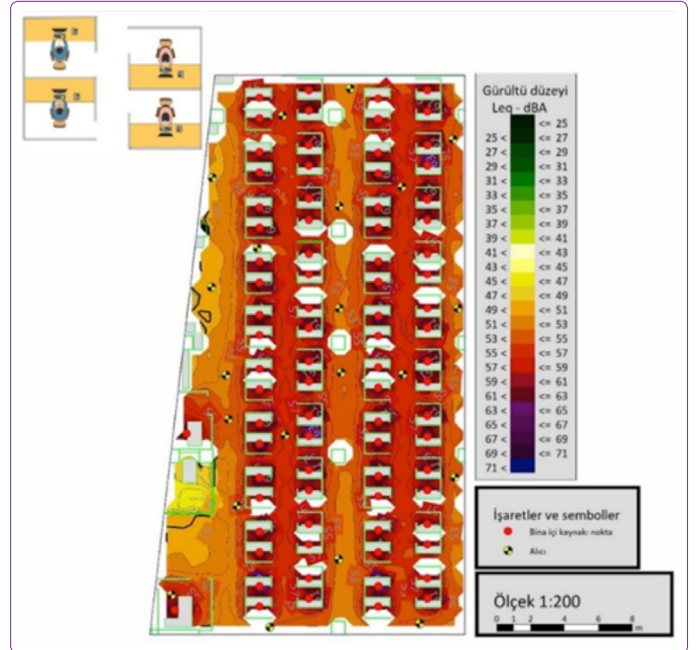 Gürültü düzeyi
Leq - dBA
<= 25
25 < <= 27
27 < <= 29
29 < <= 31
31 < <= 33
33 < <= 35
35 < <= 37
37 < <= 39
39 < <= 41
41 < <= 43
43 < <= 45
45 < <= 47
47 < <= 49
49 < <= 51
51 < <= 53
53 < <= 55
55 < <= 57
57 < <= 59
59 < <= 61
61 < <= 63
63 < <= 65
65 < <= 67
67 < <= 69
69 < <= 71
71 <
İşaretler ve semboller
Bina içi kaynak: nokta
Alıcı
Ölçek 1:200
0 1 2 4 6 8
m